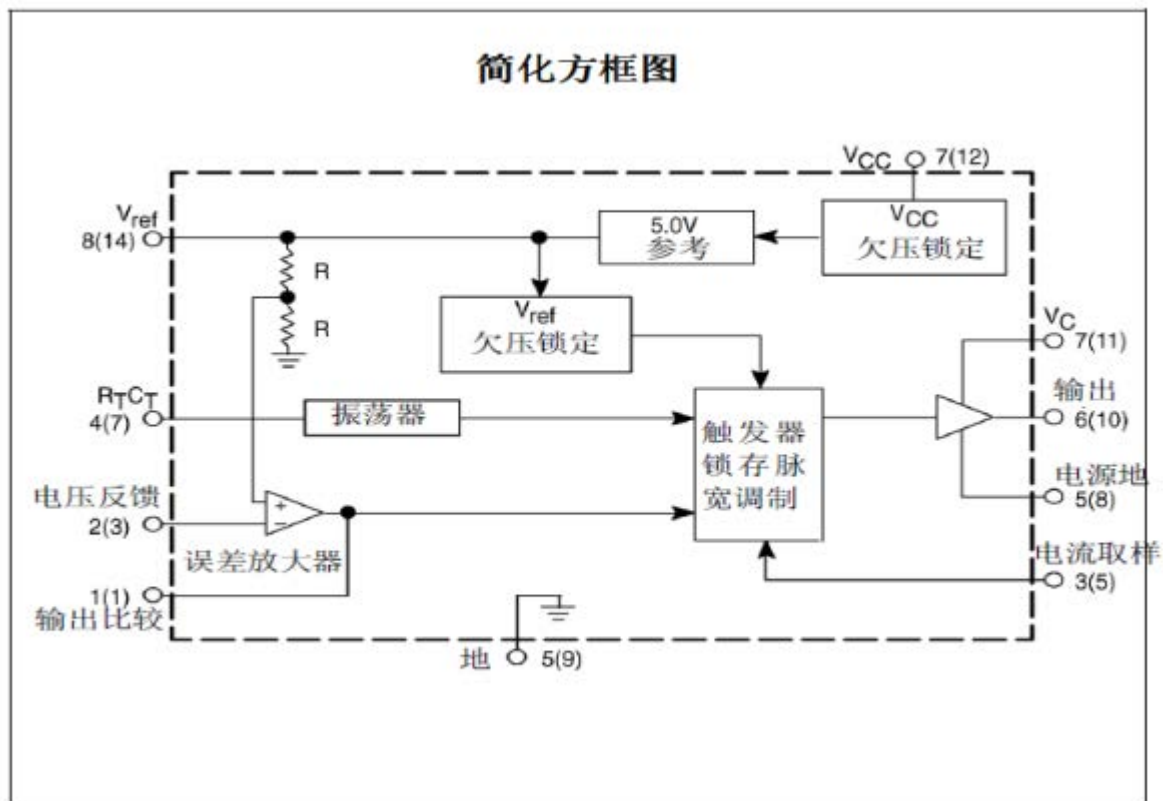 简化方框图
VCC 7(12)
Vref
8(14)
5.0V
参考
VCC
欠压锁定
R
R
Vref
欠压锁定
VC
7(11)
RTCT
4(7)
振荡器
触发器
锁存脉
宽调制
输出
6(10)
电压反馈
2(3)
+
−
误差放大器
电源地
5(8)
电流取样
3(5)
1(1)
输出比较
地 5(9)